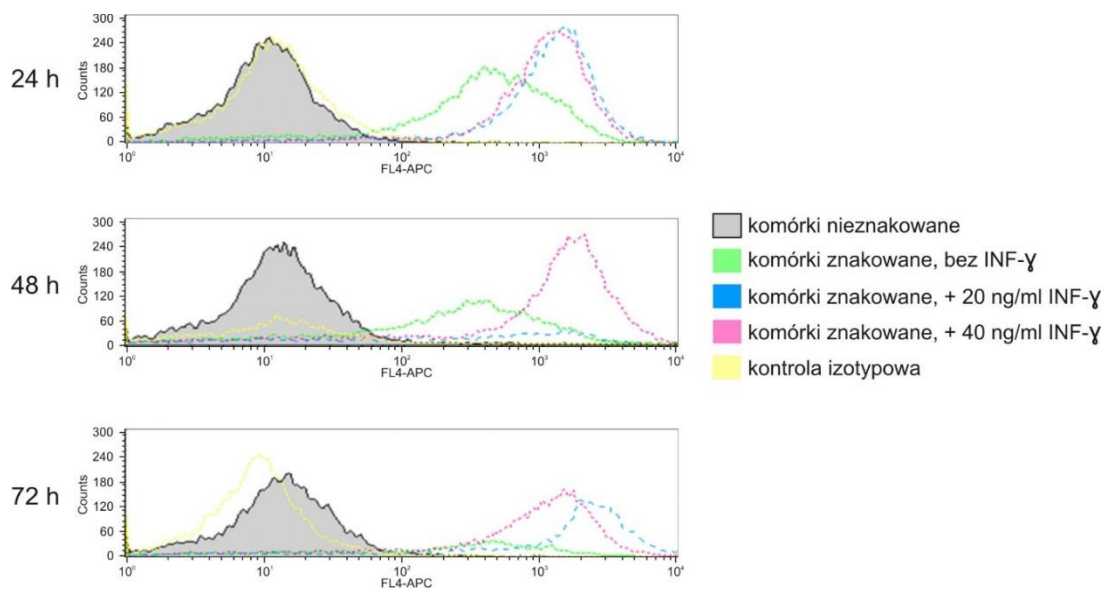 24 h
Counts
300
240
180
120
60
0
10⁰ 10¹ 10² 10³ 10⁴
FL4-APC
48 h
Counts
300
240
180
120
60
0
10⁰ 10¹ 10² 10³ 10⁴
FL4-APC
72 h
Counts
300
240
180
120
60
0
10⁰ 10¹ 10² 10³ 10⁴
FL4-APC
komórki nieznakowane
komórki znakowane, bez INF-ɣ
komórki znakowane, + 20 ng/ml INF-ɣ
komórki znakowane, + 40 ng/ml INF-ɣ
kontrola izotypowa